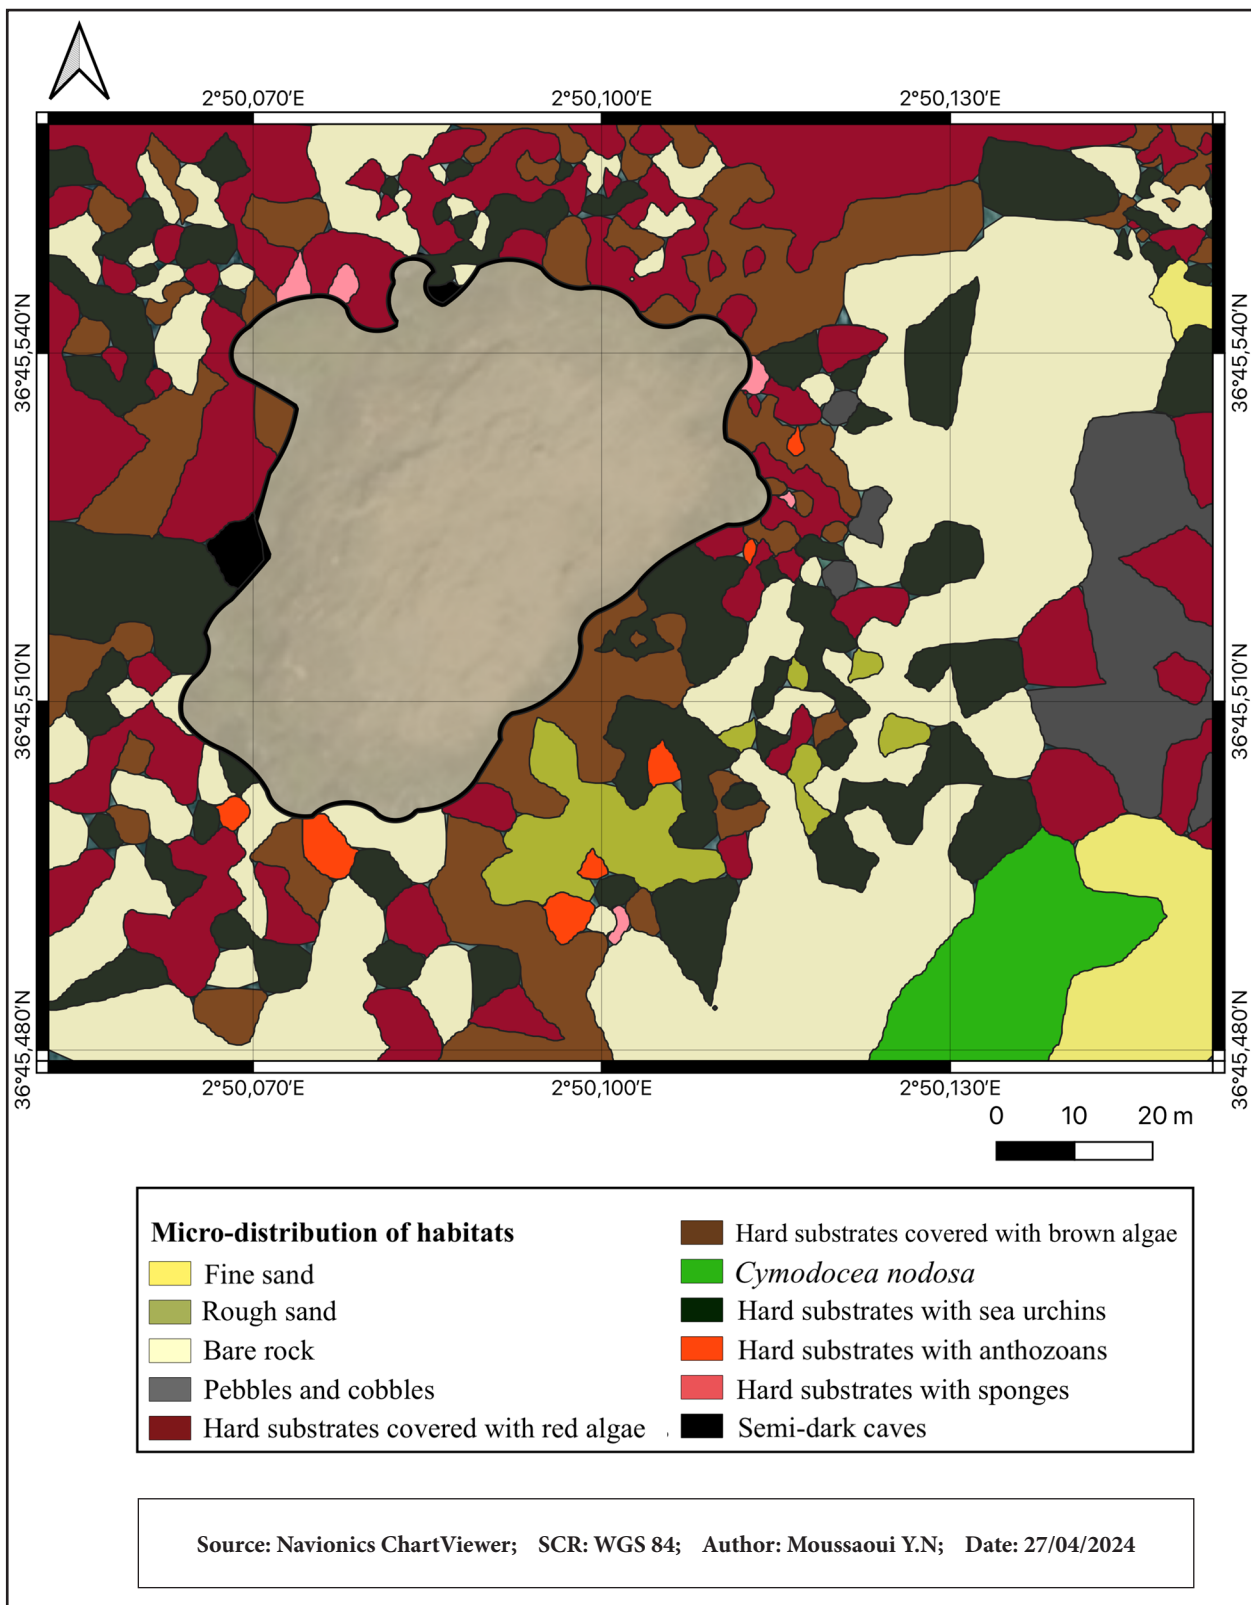 2°50,070′E 2°50,100′E 2°50,130′E
36°45,540′N 36°45,540′N
36°45,510′N 36°45,510′N
36°45,480′N 36°45,480′N
2°50,070′E 2°50,100′E 2°50,130′E
0 10 20 m
Micro-distribution of habitats
Fine sand
Rough sand
Bare rock
Pebbles and cobbles
Hard substrates covered with red algae
Hard substrates covered with brown algae
Cymodocea nodosa
Hard substrates with sea urchins
Hard substrates with anthozoans
Hard substrates with sponges
Semi-dark caves
Source: Navionics ChartViewer; SCR: WGS 84; Author: Moussaoui Y.N; Date: 27/04/2024